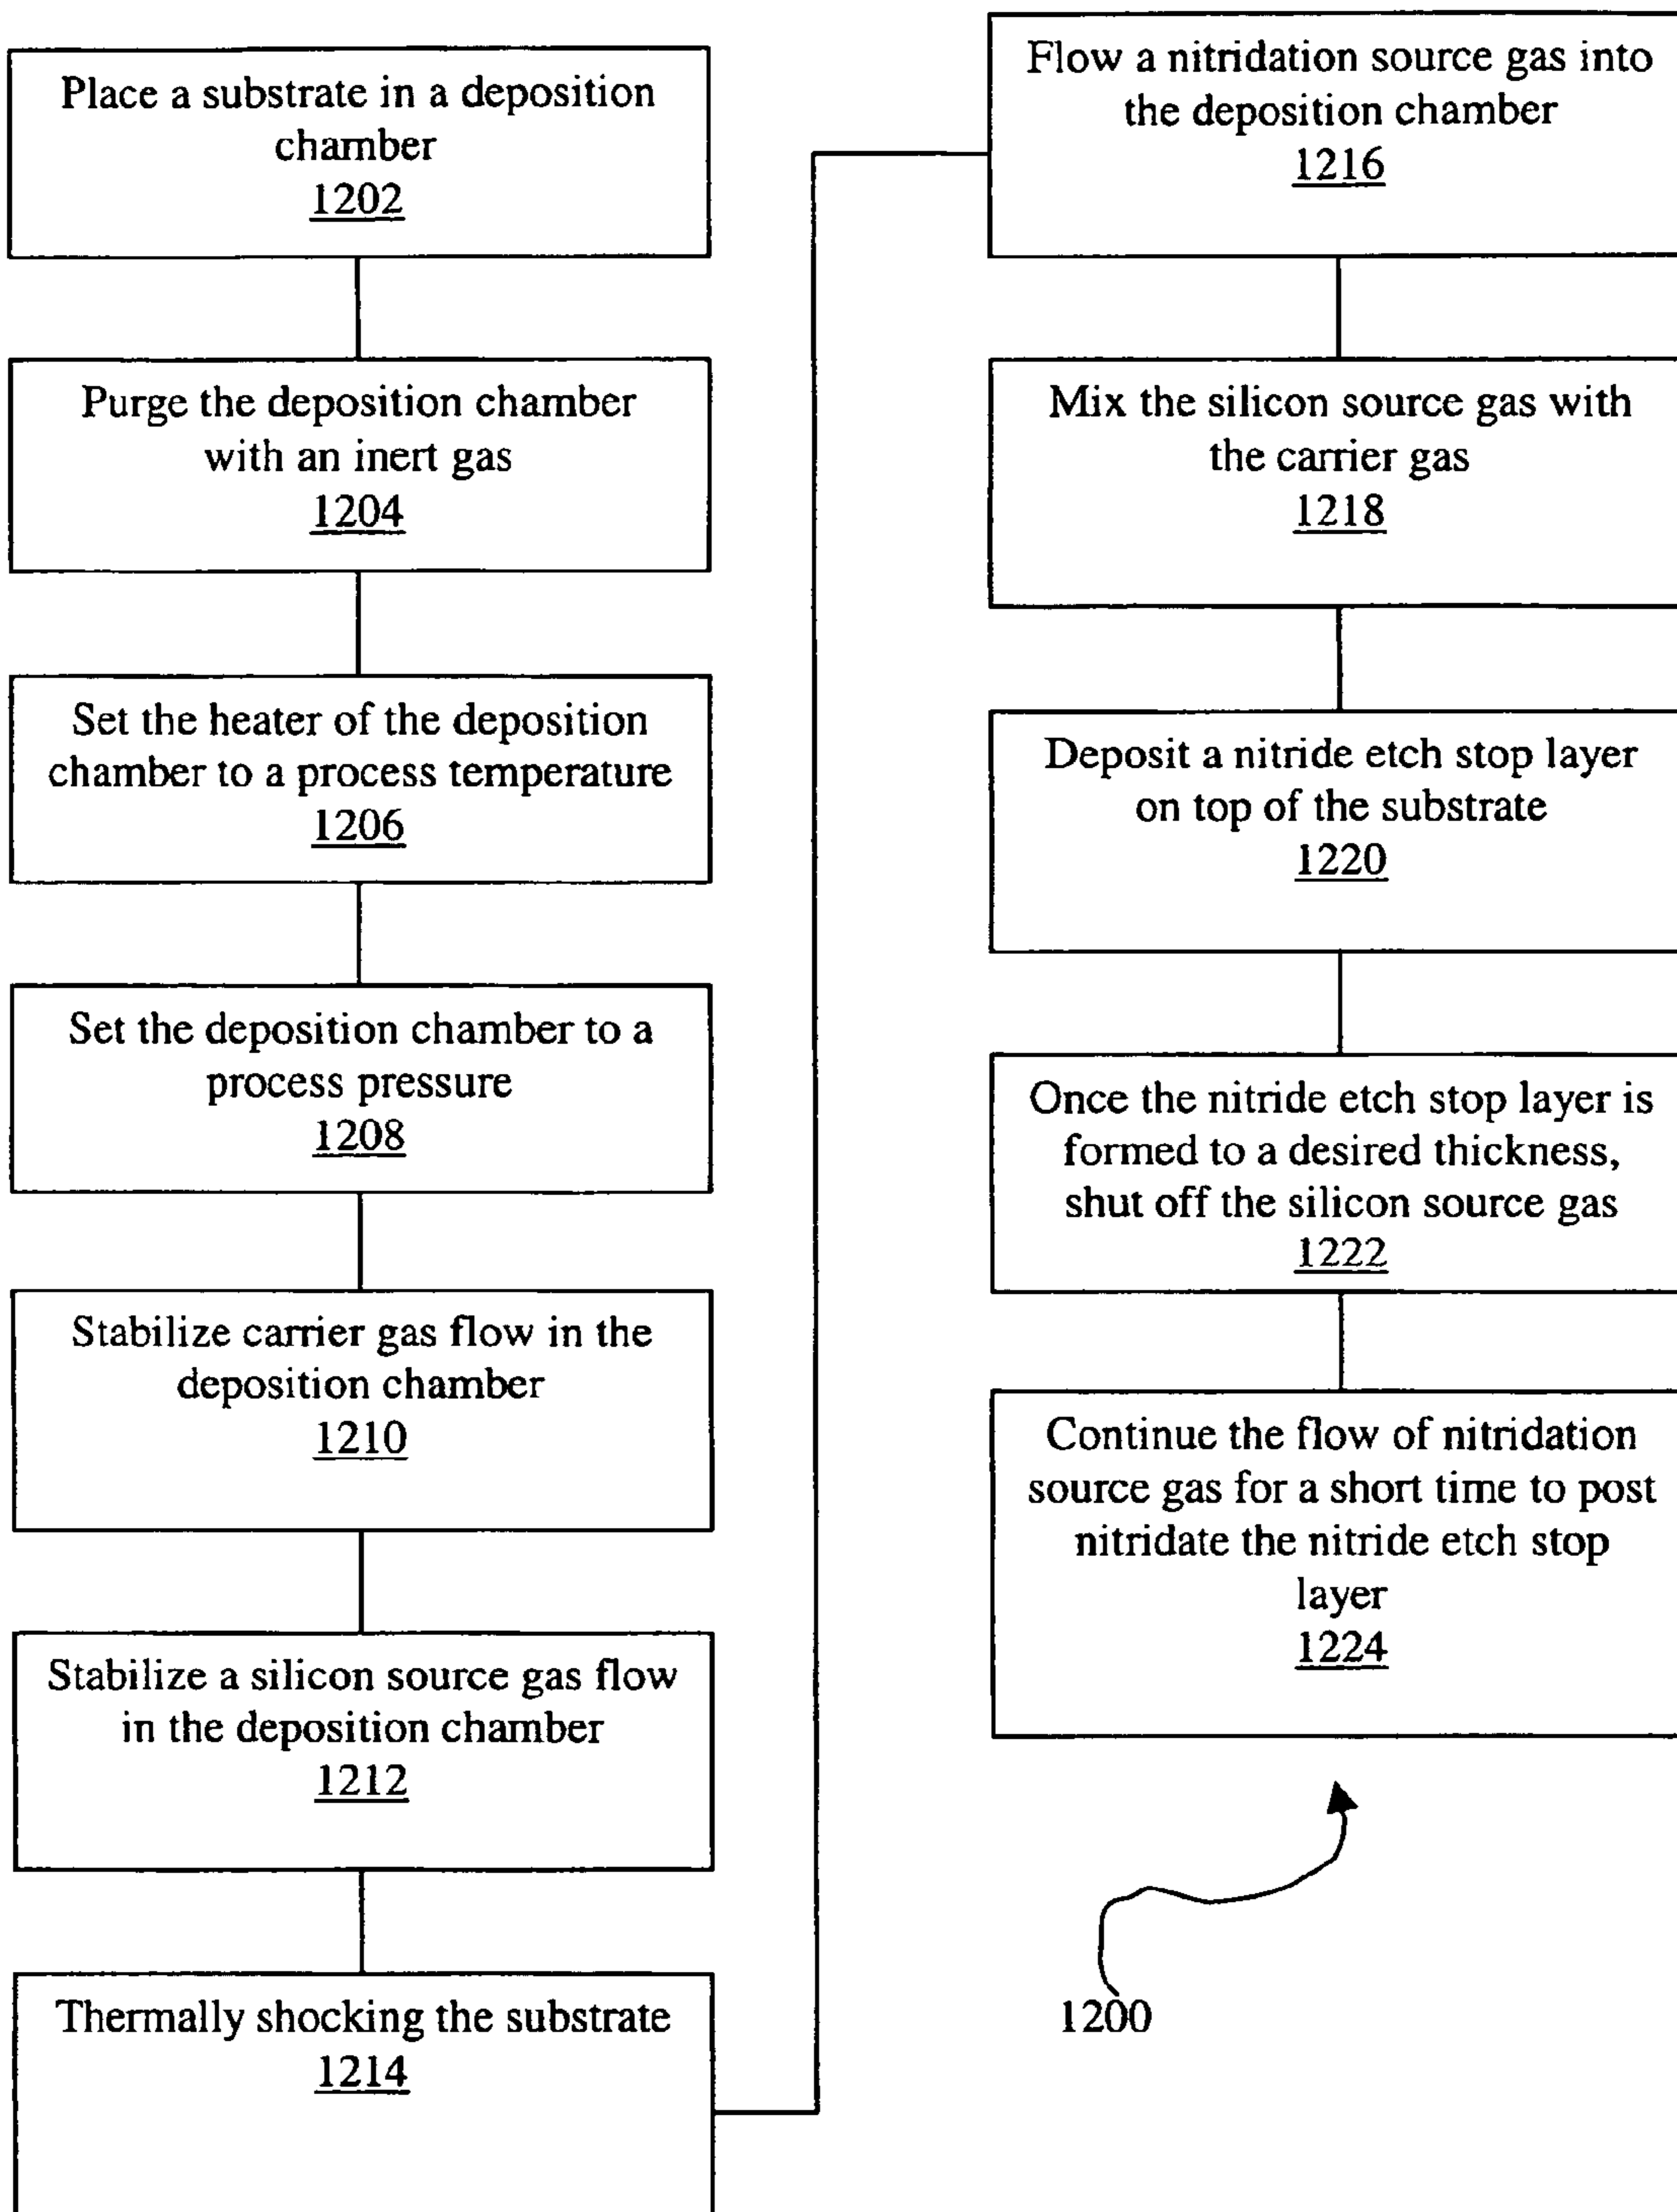 Place a substrate in a deposition
chamber
1202
Purge the deposition chamber
with an inert gas
1204
Set the heater of the deposition
chamber to a process temperature
1206
Set the deposition chamber to a
process pressure
1208
Stabilize carrier gas flow in the
deposition chamber
1210
Stabilize a silicon source gas flow
in the deposition chamber
1212
Thermally shocking the substrate
1214
Flow a nitridation source gas into
the deposition chamber
1216
Mix the silicon source gas with
the carrier gas
1218
Deposit a nitride etch stop layer
on top of the substrate
1220
Once the nitride etch stop layer is
formed to a desired thickness,
shut off the silicon source gas
1222
Continue the flow of nitridation
source gas for a short time to post
nitridate the nitride etch stop
layer
1224
1200